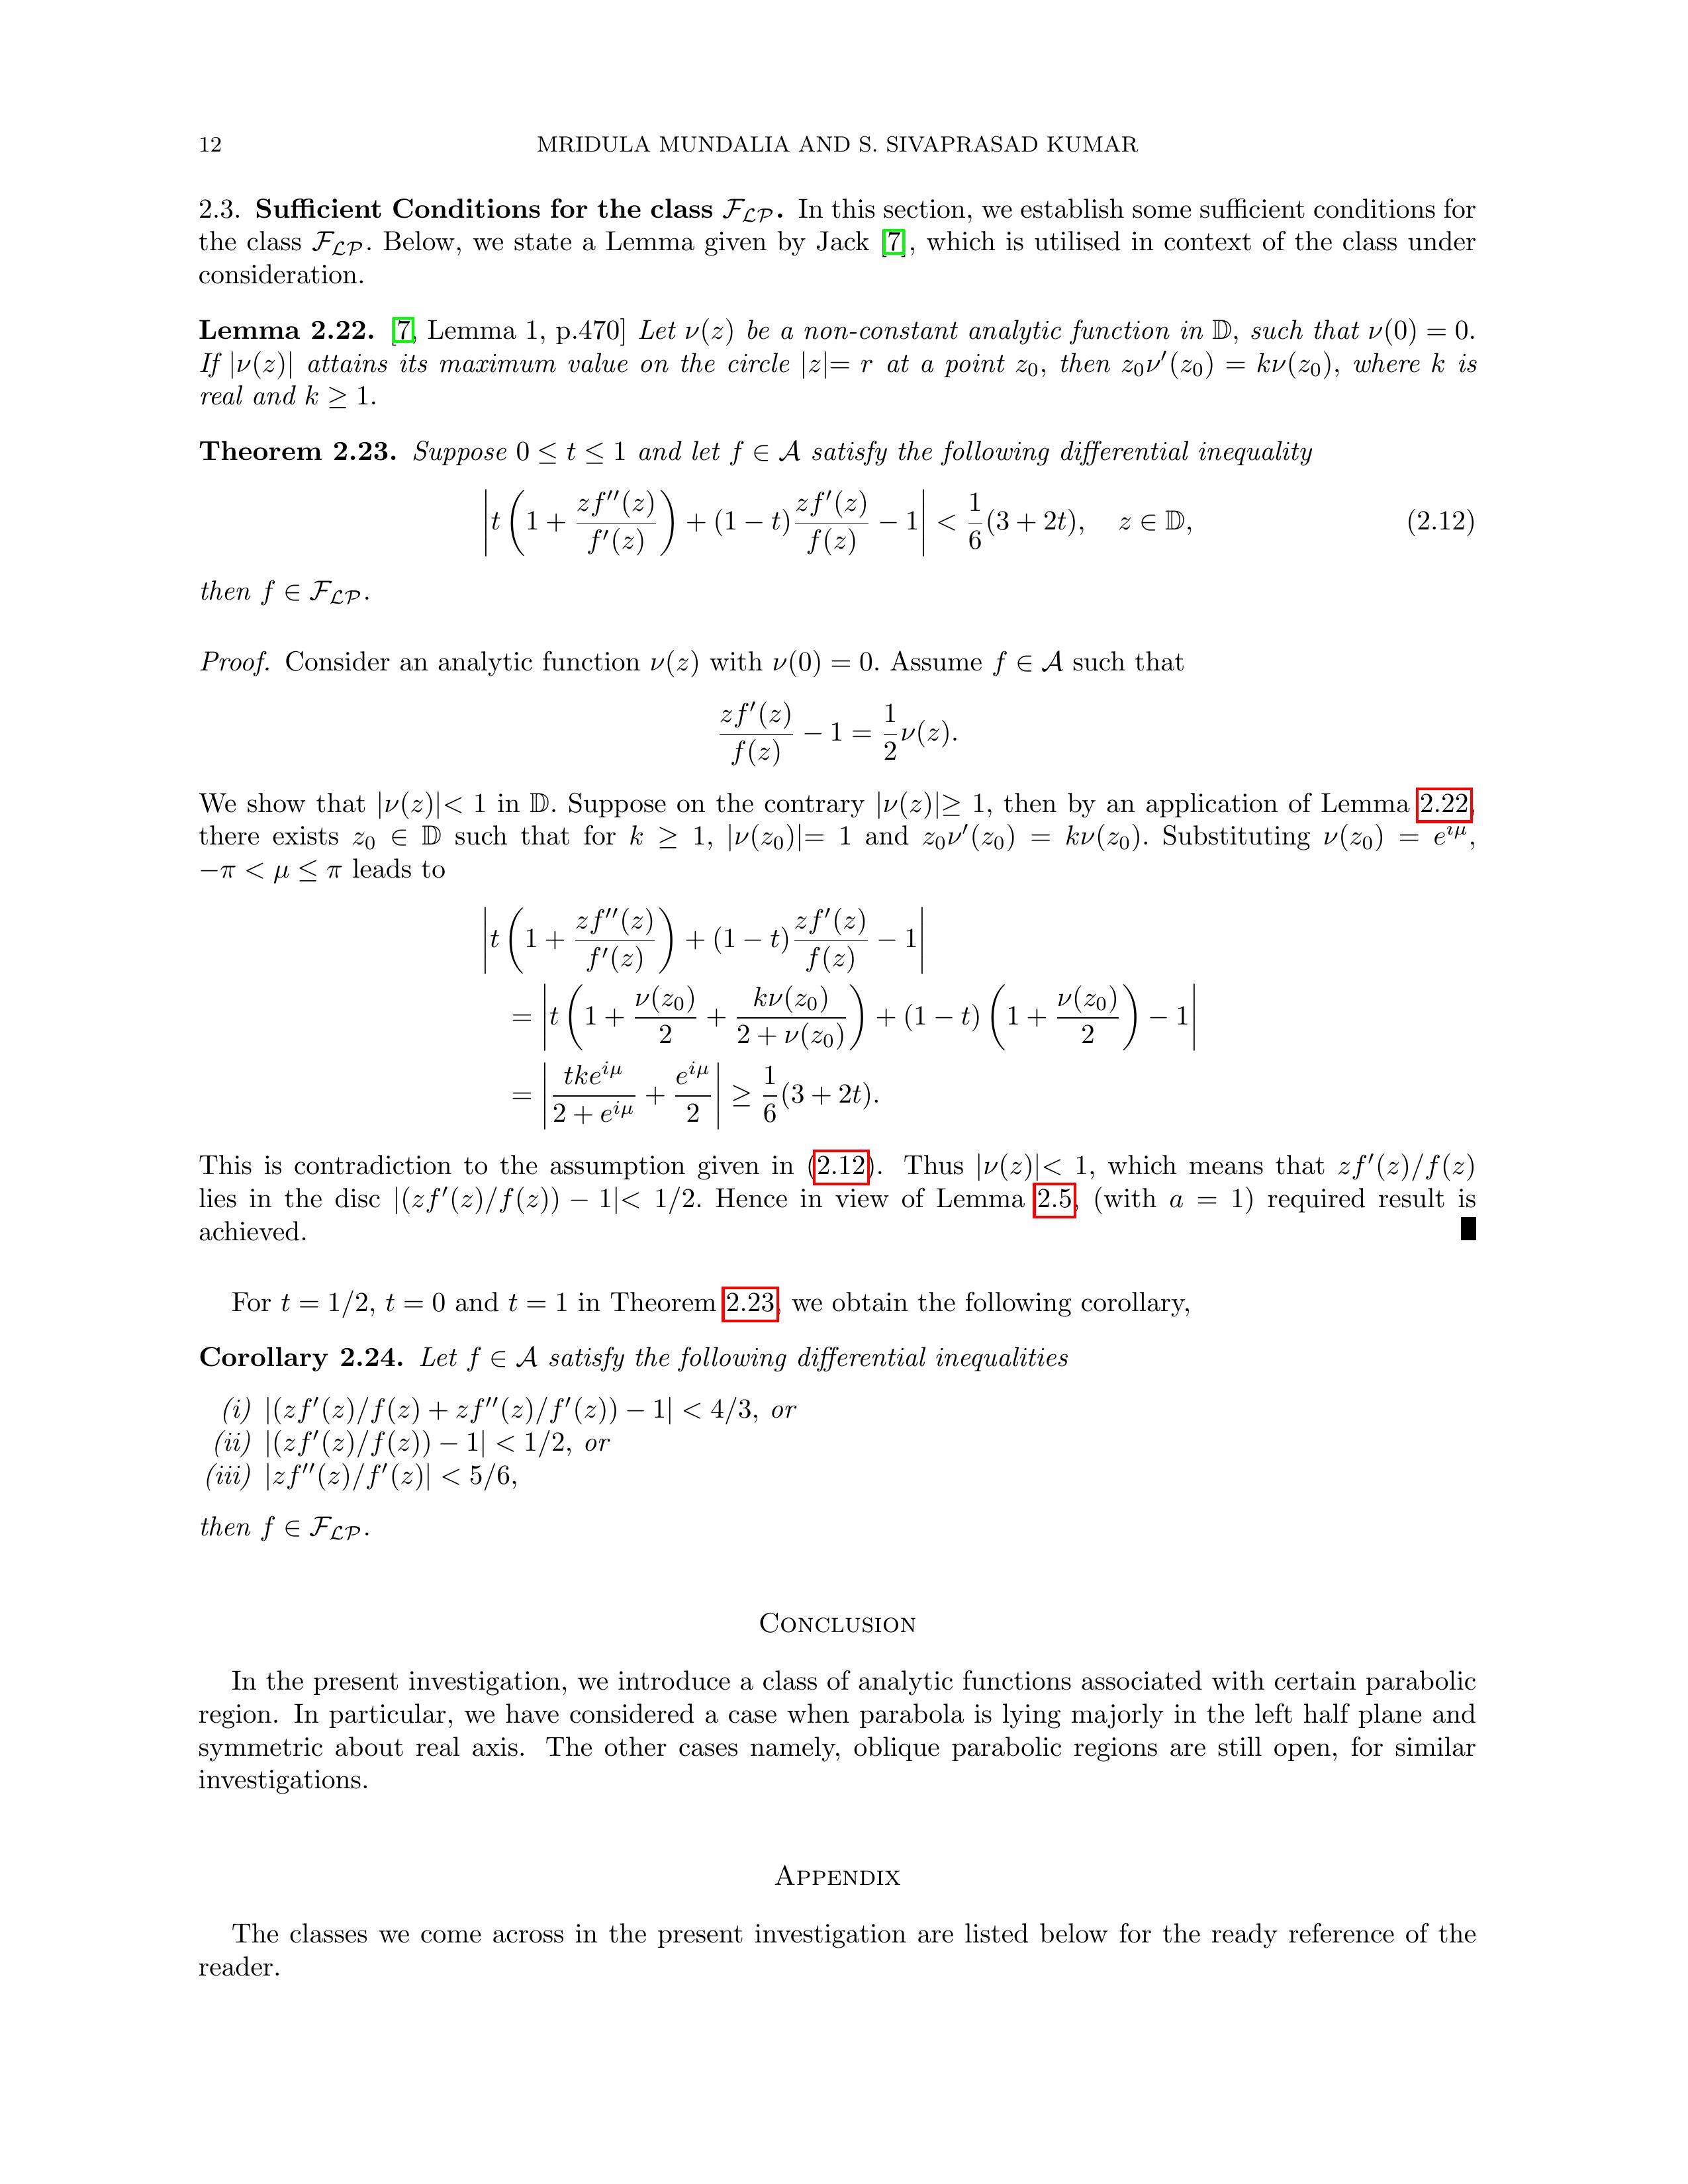 12 MRIDULA MUNDALIA AND S. SIVAPRASAD KUMAR
2.3. Sufficient Conditions for the class $\mathcal{F}_{\mathcal{LP}}$. In this section, we establish some sufficient conditions for
the class $\mathcal{F}_{\mathcal{LP}}$. Below, we state a Lemma given by Jack [7], which is utilised in context of the class under
consideration.
Lemma 2.22. [7, Lemma 1, p.470] Let $\nu(z)$ be a non-constant analytic function in $\mathbb{D}$, such that $\nu(0) = 0$.
If $|\nu(z)|$ attains its maximum value on the circle $|z|= r$ at a point $z_0$, then $z_0\nu'(z_0) = k\nu(z_0)$, where $k$ is
real and $k \geq 1$.
Theorem 2.23. Suppose $0 \leq t \leq 1$ and let $f \in \mathcal{A}$ satisfy the following differential inequality
$$\left|t\left(1 + \frac{zf''(z)}{f'(z)}\right) + (1-t)\frac{zf'(z)}{f(z)} - 1\right| < \frac{1}{6}(3+2t), \quad z \in \mathbb{D}, \quad (2.12)$$
then $f \in \mathcal{F}_{\mathcal{LP}}$.
Proof. Consider an analytic function $\nu(z)$ with $\nu(0) = 0$. Assume $f \in \mathcal{A}$ such that
$$\frac{zf'(z)}{f(z)} - 1 = \frac{1}{2}\nu(z).$$
We show that $|\nu(z)|< 1$ in $\mathbb{D}$. Suppose on the contrary $|\nu(z)|\geq 1$, then by an application of Lemma 2.22,
there exists $z_0 \in \mathbb{D}$ such that for $k \geq 1$, $|\nu(z_0)|= 1$ and $z_0\nu'(z_0) = k\nu(z_0)$. Substituting $\nu(z_0) = e^{i\mu}$,
$-\pi < \mu \leq \pi$ leads to
$$\left|t\left(1 + \frac{zf''(z)}{f'(z)}\right) + (1-t)\frac{zf'(z)}{f(z)} - 1\right|$$
$$= \left|t\left(1 + \frac{\nu(z_0)}{2} + \frac{k\nu(z_0)}{2+\nu(z_0)}\right) + (1-t)\left(1 + \frac{\nu(z_0)}{2}\right) - 1\right|$$
$$= \left|\frac{tke^{i\mu}}{2+e^{i\mu}} + \frac{e^{i\mu}}{2}\right| \geq \frac{1}{6}(3+2t).$$
This is contradiction to the assumption given in (2.12). Thus $|\nu(z)|< 1$, which means that $zf'(z)/f(z)$
lies in the disc $|(zf'(z)/f(z)) - 1|< 1/2$. Hence in view of Lemma 2.5, (with $a = 1$) required result is
achieved. ■
For $t = 1/2$, $t = 0$ and $t = 1$ in Theorem 2.23, we obtain the following corollary,
Corollary 2.24. Let $f \in \mathcal{A}$ satisfy the following differential inequalities
(i) $|(zf'(z)/f(z) + zf''(z)/f'(z)) - 1| < 4/3$, or
(ii) $|(zf'(z)/f(z)) - 1| < 1/2$, or
(iii) $|zf''(z)/f'(z)| < 5/6$,
then $f \in \mathcal{F}_{\mathcal{LP}}$.
CONCLUSION
In the present investigation, we introduce a class of analytic functions associated with certain parabolic
region. In particular, we have considered a case when parabola is lying majorly in the left half plane and
symmetric about real axis. The other cases namely, oblique parabolic regions are still open, for similar
investigations.
APPENDIX
The classes we come across in the present investigation are listed below for the ready reference of the
reader.